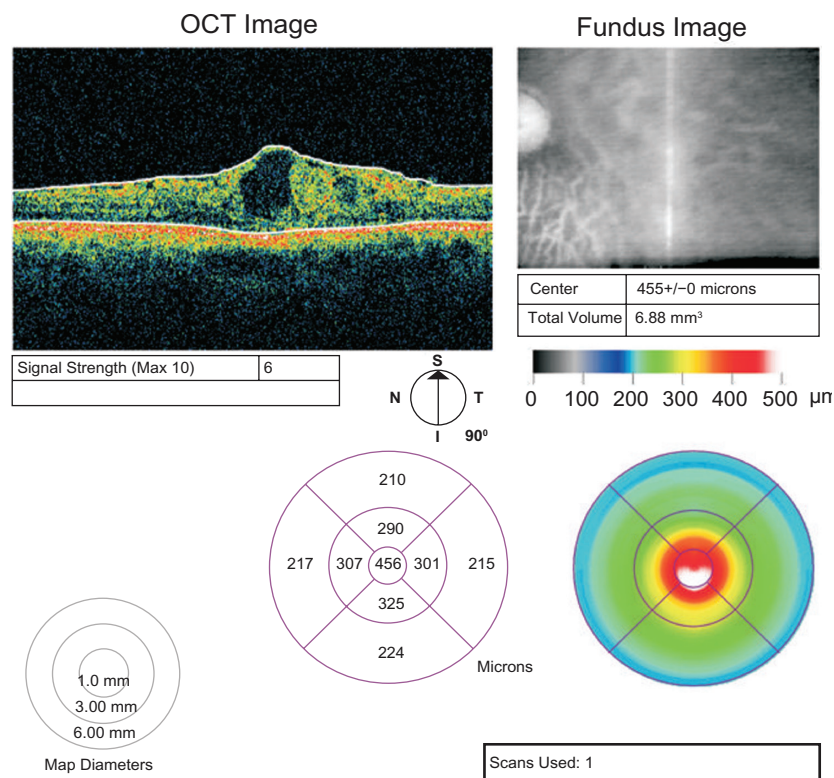 OCT Image
Fundus Image
Center 455+/−0 microns
Total Volume 6.88 mm³
Signal Strength (Max 10) 6
S
N T
I 90⁰
0 100 200 300 400 500 μm
210
290
217 307 456 301 215
325
224
Microns
1.0 mm
3.00 mm
6.00 mm
Map Diameters
Scans Used: 1